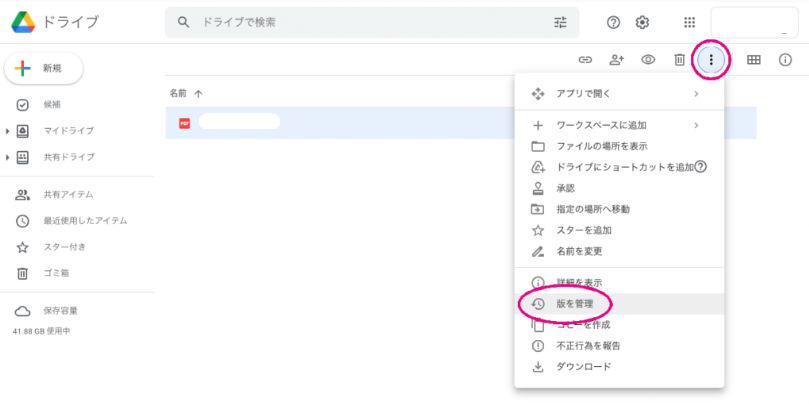 ドライブ
ドライブで検索
新規
候補
マイドライブ
共有ドライブ
共有アイテム
最近使用したアイテム
スター付き
ゴミ箱
保存容量
41.88 GB 使用中
名前
PDF
アプリで開く
ワークスペースに追加
ファイルの場所を表示
ドライブにショートカットを追加
承認
指定の場所へ移動
スターを追加
名前を変更
詳細を表示
版を管理
コピーを作成
不正行為を報告
ダウンロード